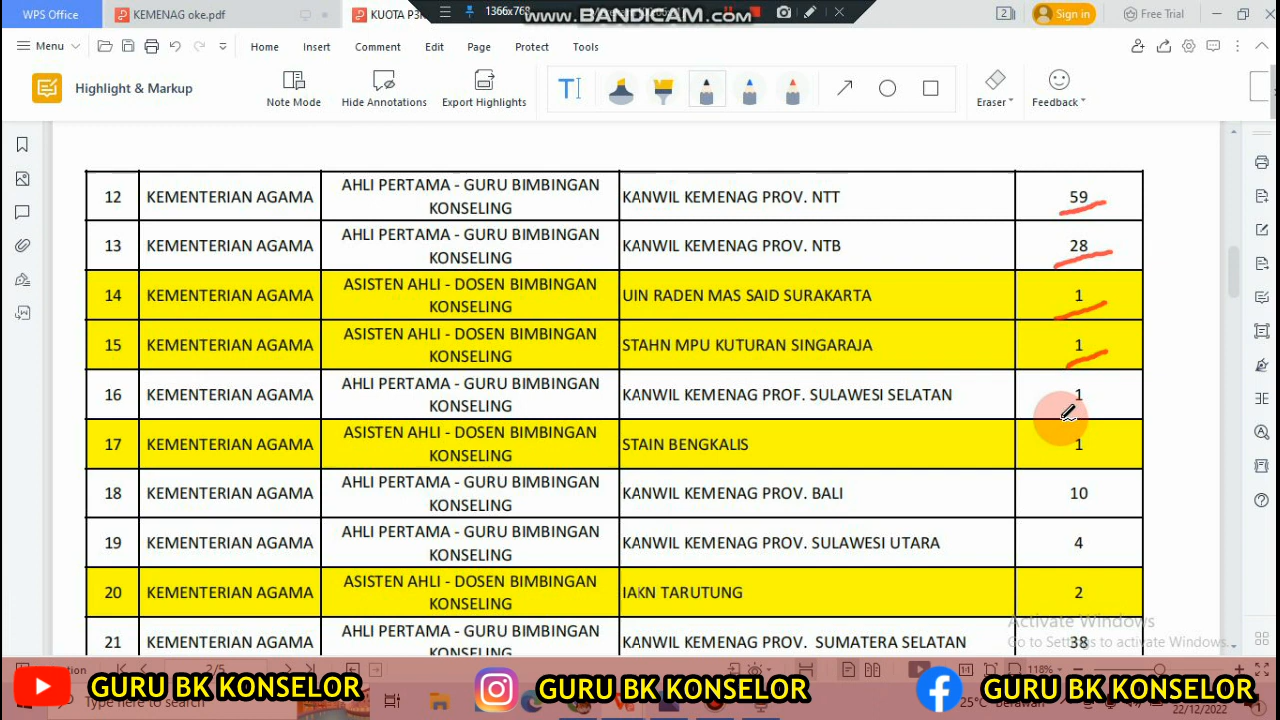 WPS Office
KEMENAG oke.pdf
KUOTA P3
1366x768
www.BANDICAM.com
2
Sign in
Free Trial
Menu
Home
Insert
Comment
Edit
Page
Protect
Tools
Highlight & Markup
Note Mode
Hide Annotations
Export Highlights
Eraser
Feedback
12 KEMENTERIAN AGAMA AHLI PERTAMA - GURU BIMBINGAN KONSELING KANWIL KEMENAG PROV. NTT 59
13 KEMENTERIAN AGAMA AHLI PERTAMA - GURU BIMBINGAN KONSELING KANWIL KEMENAG PROV. NTB 28
14 KEMENTERIAN AGAMA ASISTEN AHLI - DOSEN BIMBINGAN KONSELING UIN RADEN MAS SAID SURAKARTA 1
15 KEMENTERIAN AGAMA ASISTEN AHLI - DOSEN BIMBINGAN KONSELING STAHN MPU KUTURAN SINGARAJA 1
16 KEMENTERIAN AGAMA AHLI PERTAMA - GURU BIMBINGAN KONSELING KANWIL KEMENAG PROF. SULAWESI SELATAN 1
17 KEMENTERIAN AGAMA ASISTEN AHLI - DOSEN BIMBINGAN KONSELING STAIN BENGKALIS 1
18 KEMENTERIAN AGAMA AHLI PERTAMA - GURU BIMBINGAN KONSELING KANWIL KEMENAG PROV. BALI 10
19 KEMENTERIAN AGAMA AHLI PERTAMA - GURU BIMBINGAN KONSELING KANWIL KEMENAG PROV. SULAWESI UTARA 4
20 KEMENTERIAN AGAMA ASISTEN AHLI - DOSEN BIMBINGAN KONSELING IAKN TARUTUNG 2
21 KEMENTERIAN AGAMA AHLI PERTAMA - GURU BIMBINGAN KONSELING KANWIL KEMENAG PROV. SUMATERA SELATAN 38
Activate Windows
Go to Settings to activate Windows.
2/5
118%
GURU BK KONSELOR
GURU BK KONSELOR
GURU BK KONSELOR
Type here to search
25°C Berawan
22/12/2022